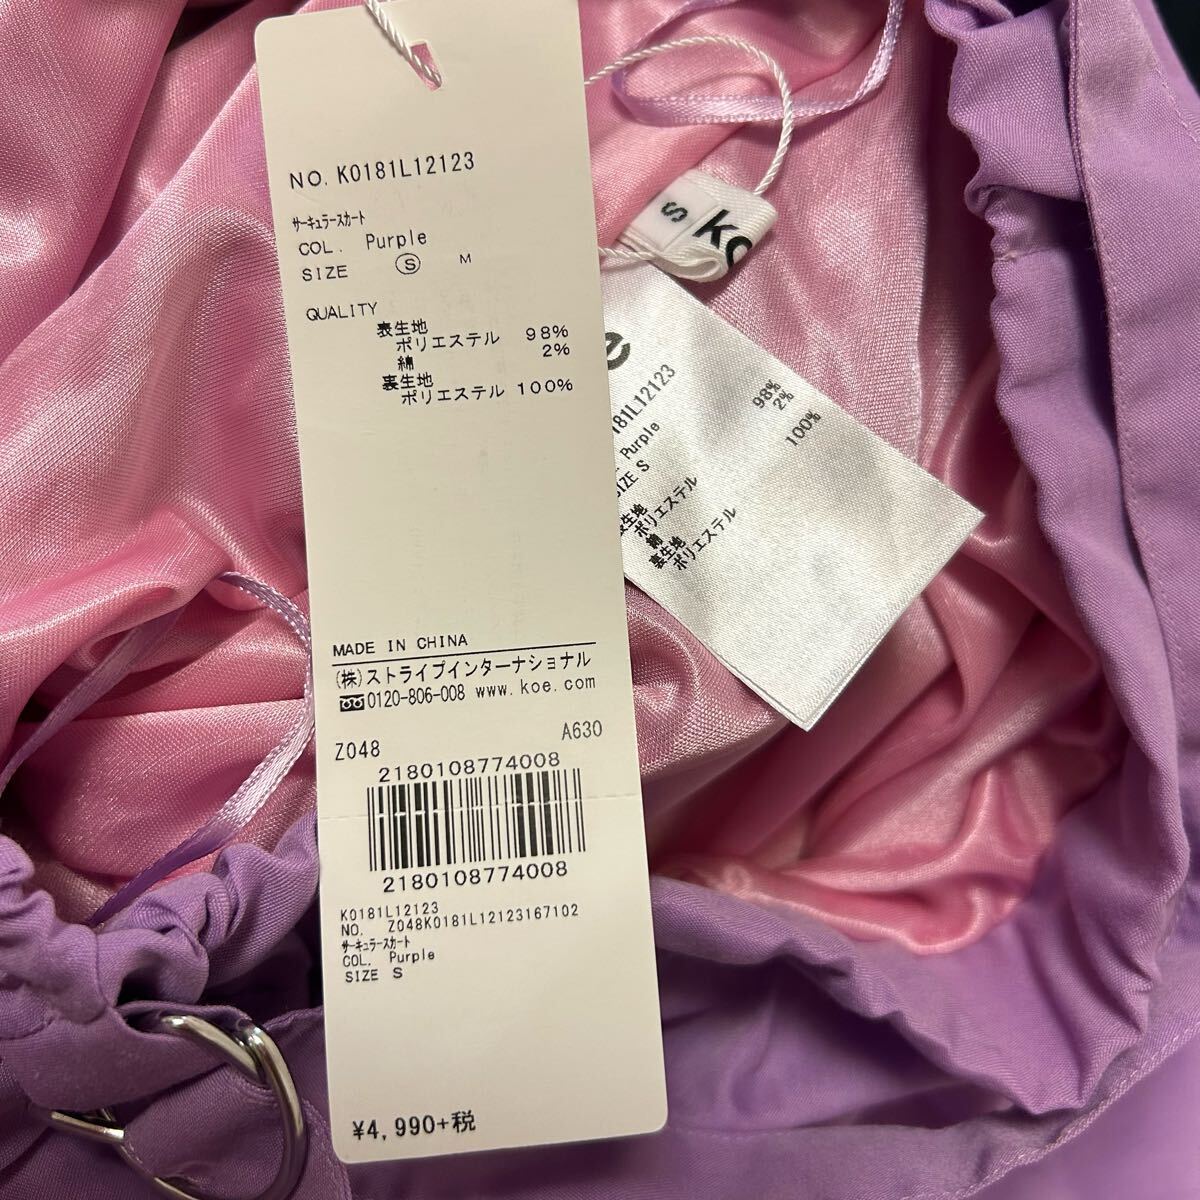 NO. K0181L12123
サーキュラースカート
COL. Purple
SIZE S M
QUALITY
表生地
ポリエステル 98%
綿 2%
裏生地
ポリエステル 100%
MADE IN CHINA
(株)ストライプインターナショナル
0120-806-008 www.koe.com
Z048 A630
2180108774008
2180108774008
K0181L12123
NO. Z048K0181L12123167102
サーキュラースカート
COL. Purple
SIZE S
¥4,990+税
S
ko
e
181L12123
Purple
IZE S
生地
ポリエステル 98%
綿 2%
裏生地
ポリエステル 100%